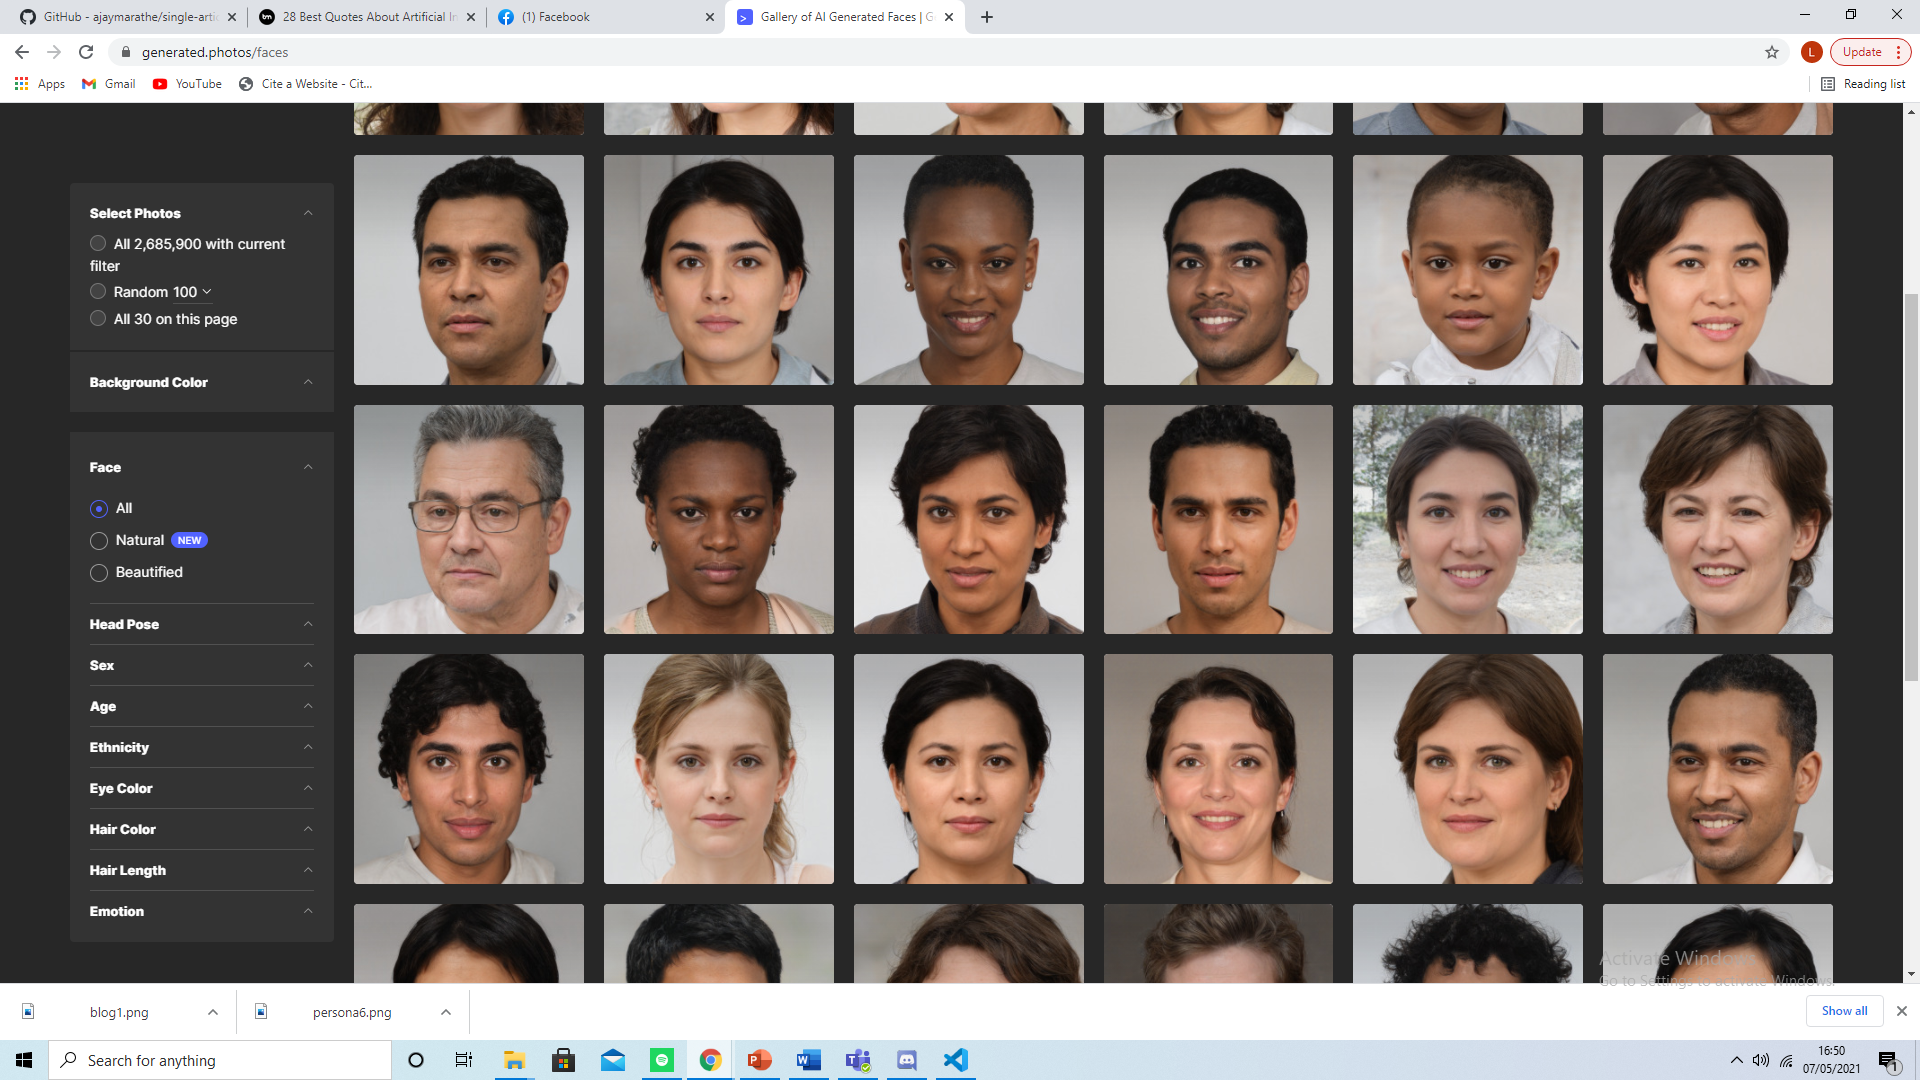 GitHub - ajaymarathe/single-artic
28 Best Quotes About Artificial In
(1) Facebook
Gallery of AI Generated Faces | G
generated.photos/faces
L
Update
Apps
Gmail
YouTube
Cite a Website - Cit...
Reading list
Select Photos
All 2,685,900 with current
filter
Random 100
All 30 on this page
Background Color
Face
All
Natural NEW
Beautified
Head Pose
Sex
Age
Ethnicity
Eye Color
Hair Color
Hair Length
Emotion
Activate Windows
Go to Settings to activate Windows.
blog1.png
persona6.png
Show all
Search for anything
16:50
07/05/2021
1